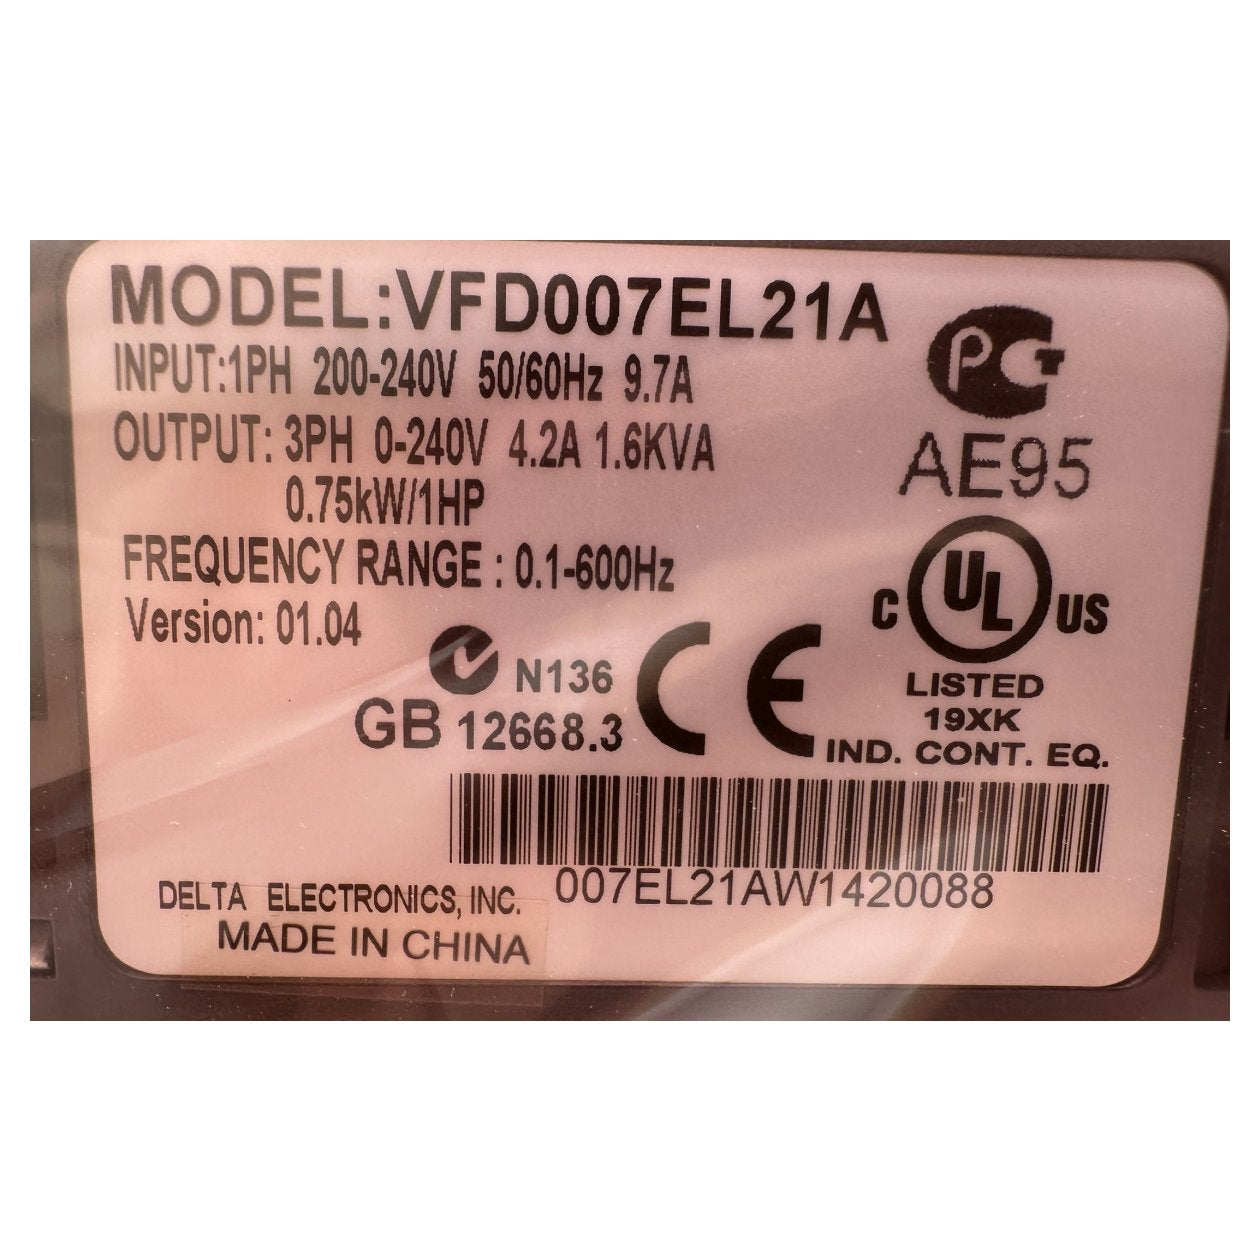 MODEL:VFD007EL21A
INPUT:1PH 200-240V 50/60Hz 9.7A
OUTPUT: 3PH 0-240V 4.2A 1.6KVA
0.75kW/1HP
FREQUENCY RANGE : 0.1-600Hz
Version: 01.04
PCT
AE95
C UL US
LISTED
19XK
IND. CONT. EQ.
N136
GB 12668.3
CE
007EL21AW1420088
DELTA ELECTRONICS, INC.
MADE IN CHINA